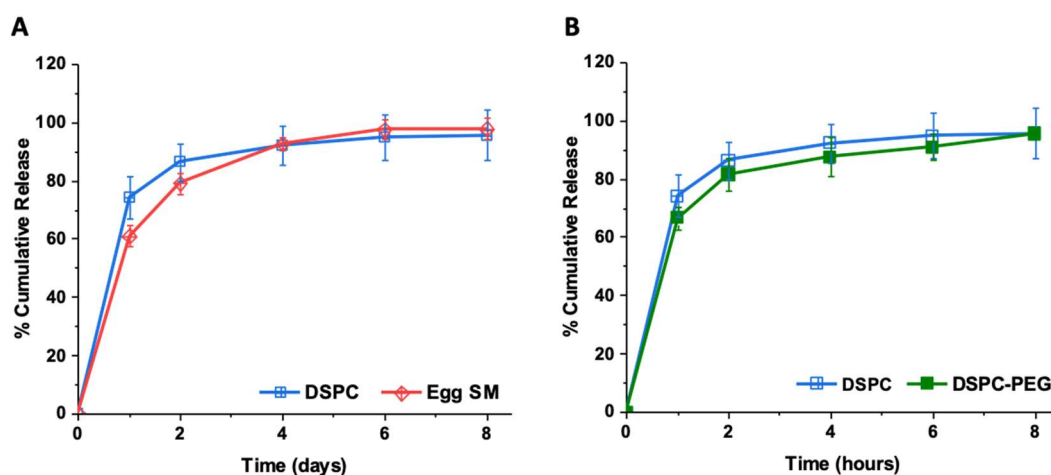 A
120
100
80
60
40
20
0
% Cumulative Release
0 2 4 6 8
Time (days)
DSPC Egg SM
B
120
100
80
60
40
20
0
% Cumulative Release
0 2 4 6 8
Time (hours)
DSPC DSPC-PEG